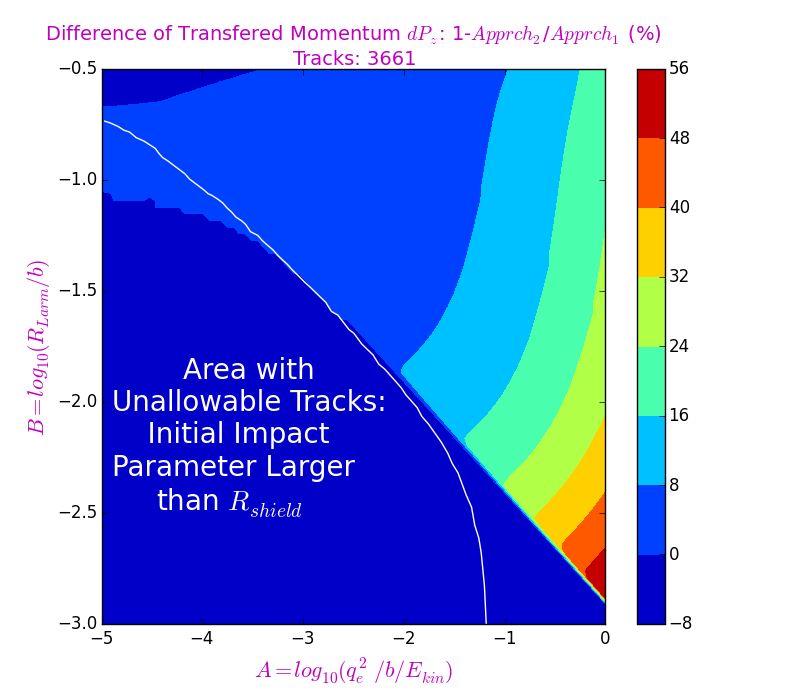 Difference of Transfered Momentum dP_z: 1-Apprch_2/Apprch_1 (%)
Tracks: 3661
B=log_10(R_Larm/b)
−0.5
−1.0
−1.5
−2.0
−2.5
−3.0
Area with
Unallowable Tracks:
Initial Impact
Parameter Larger
than R_shield
−5
−4
−3
−2
−1
0
A=log_10(q_e^2 /b/E_kin)
56
48
40
32
24
16
8
0
−8